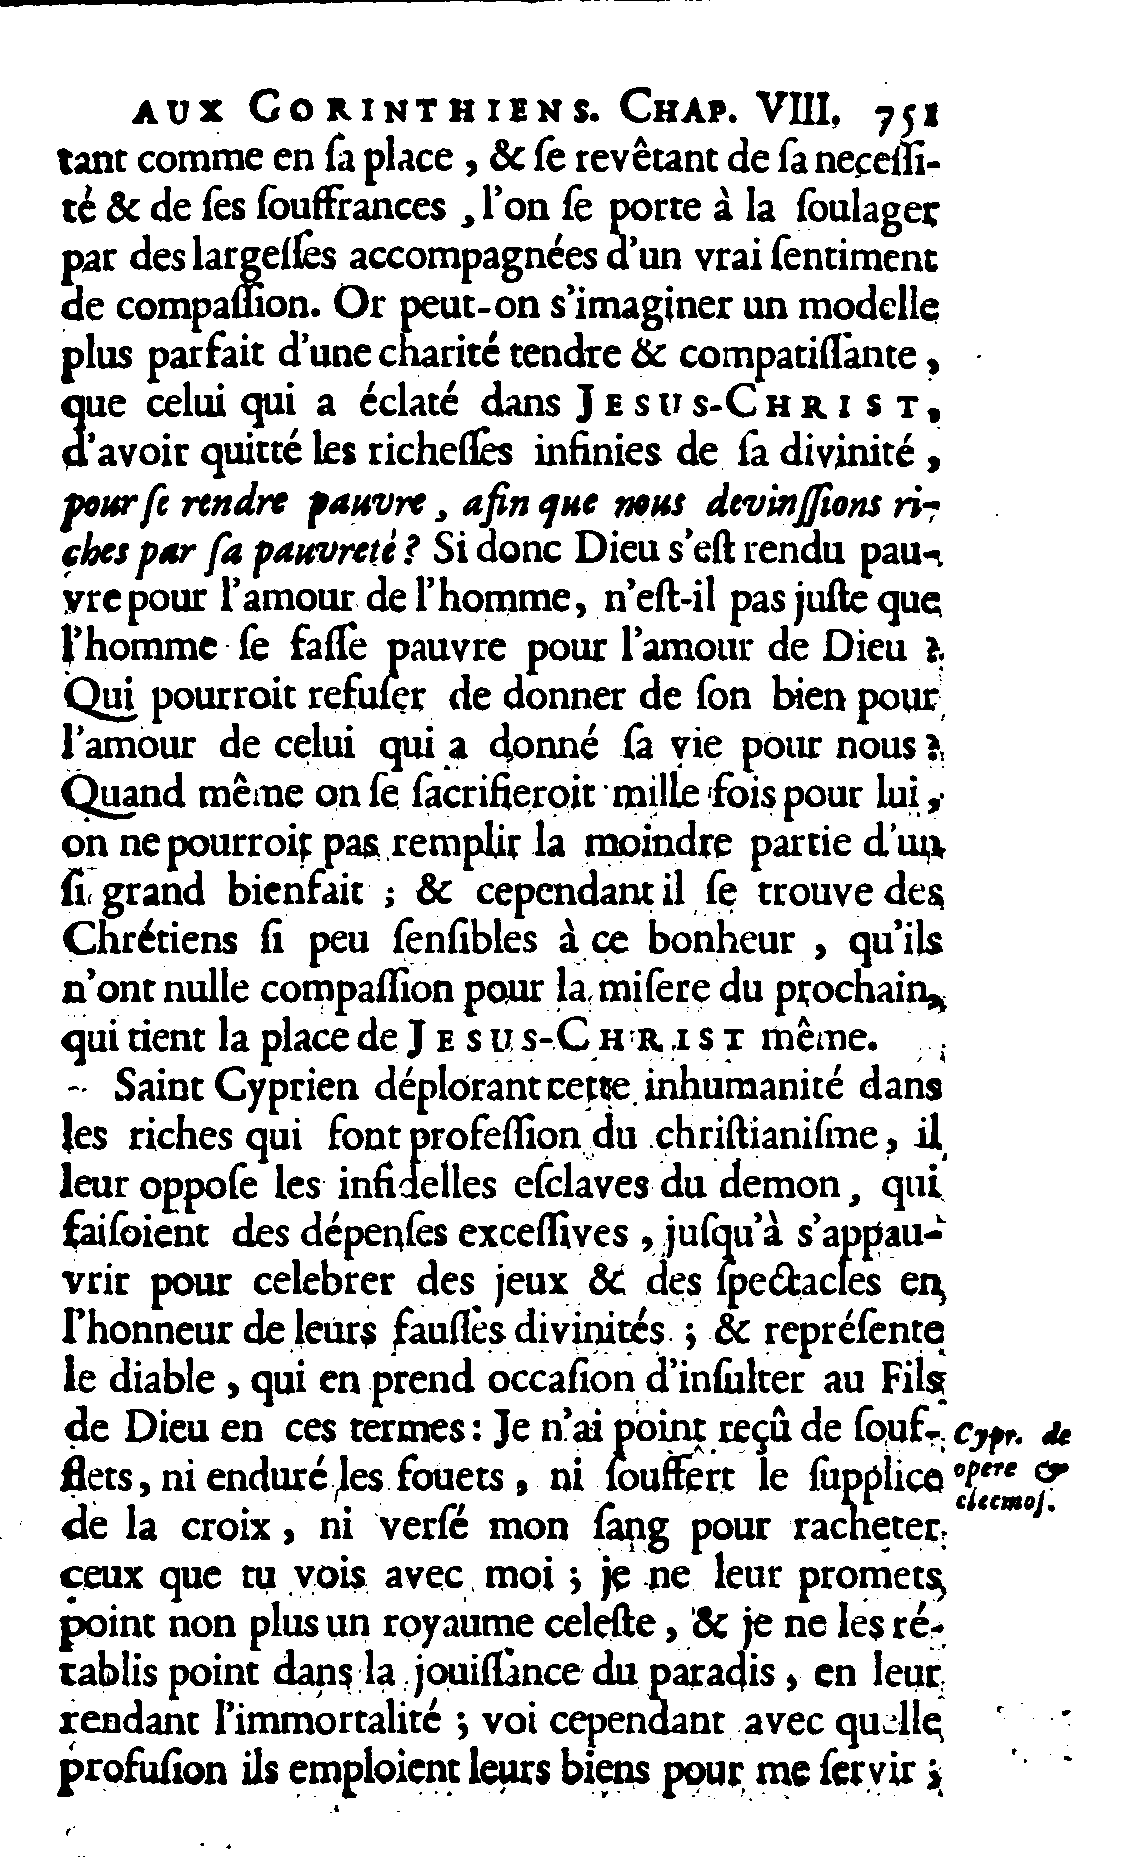 AUX CORINTHIENS. CHAP. VIII. 751
tant comme en ſa place, & ſe revêtant de ſa neceſſi-
té & de ſes ſouffrances, l'on ſe porte à la ſoulager
par des largeſſes accompagnées d'un vrai ſentiment
de compaſſion. Or peut-on s'imaginer un modelle
plus parfait d'une charité tendre & compatiſſante,
que celui qui a éclaté dans JESUS-CHRIST,
d'avoir quitté les richeſſes infinies de ſa divinité,
pour ſe rendre pauvre, afin que nous devinſſions ri-
ches par ſa pauvreté? Si donc Dieu s'eſt rendu pau-
vre pour l'amour de l'homme, n'eſt-il pas juſte que
l'homme ſe faſſe pauvre pour l'amour de Dieu?
Qui pourroit refuſer de donner de ſon bien pour
l'amour de celui qui a donné ſa vie pour nous?
Quand même on ſe ſacrifieroit mille fois pour lui,
on ne pourroit pas remplir la moindre partie d'un
ſi grand bienfait; & cependant il ſe trouve des
Chrétiens ſi peu ſenſibles à ce bonheur, qu'ils
n'ont nulle compaſſion pour la miſere du prochain,
qui tient la place de JESUS-CHRIST même.
Saint Cyprien déplorant cette inhumanité dans
les riches qui font profeſſion du chriſtianiſme, il
leur oppoſe les infidelles eſclaves du demon, qui
faiſoient des dépenſes exceſſives, juſqu'à s'appau-
vrir pour celebrer des jeux & des ſpectacles en
l'honneur de leurs fauſſes divinités; & repréſente
le diable, qui en prend occaſion d'inſulter au Fils
de Dieu en ces termes: Je n'ai point reçû de ſouf-
flets, ni enduré les fouets, ni ſouffert le ſupplice
de la croix, ni verſé mon ſang pour racheter
ceux que tu vois avec moi; je ne leur promets
point non plus un royaume celeſte, & je ne les ré-
tablis point dans la jouiſſance du paradis, en leur
rendant l'immortalité; voi cependant avec quelle
profuſion ils emploient leurs biens pour me ſervir;
Cypr. de
opere &
eleemoſ.